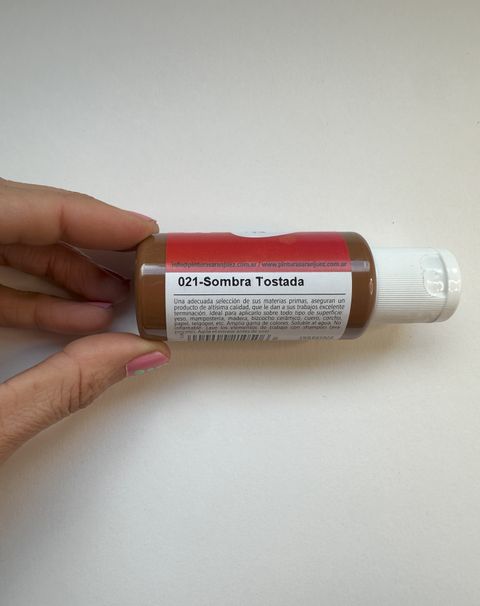 info@pinturasaranjuez.com.ar / www.pinturasaranjuez.com.ar
021-Sombra Tostada
Una adecuada selección de sus materias primas, aseguran un
producto de altísima calidad, que le dan a sus trabajos excelente
terminación. Ideal para aplicarlo sobre todo tipo de superficie
yeso, mampostería, madera, bizcocho cerámico, cuero, corcho,
papel, telgopor, etc. Amplia gama de colores. Soluble al agua. No
inflamable. Lave los elementos de trabajo con shampoo